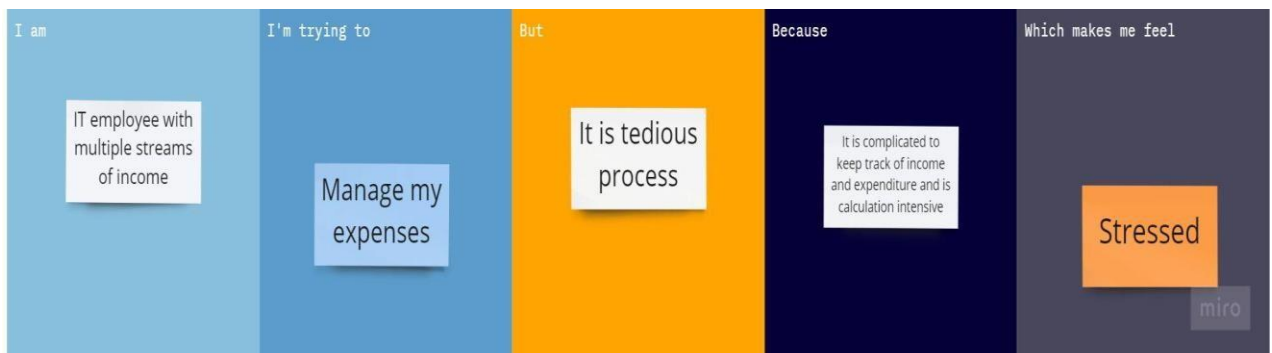 I am
IT employee with
multiple streams
of income
I'm trying to
Manage my
expenses
But
It is tedious
process
Because
It is complicated to
keep track of income
and expenditure and is
calculation intensive
Which makes me feel
Stressed
miro